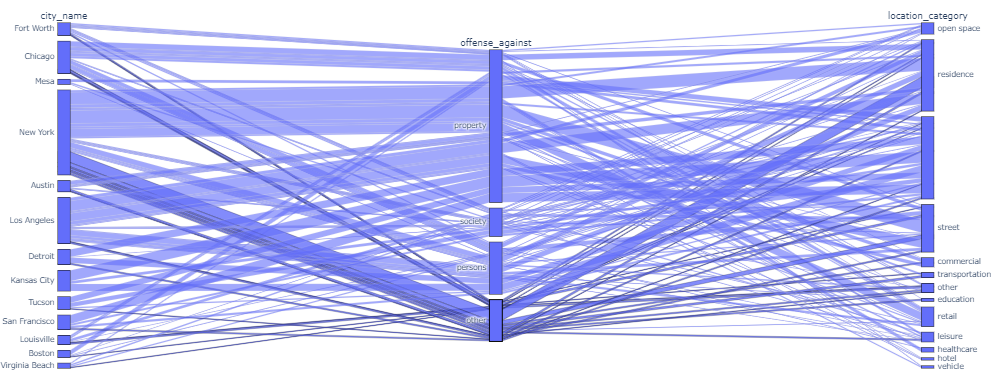 city_name
Fort Worth
Chicago
Mesa
New York
Austin
Los Angeles
Detroit
Kansas City
Tucson
San Francisco
Louisville
Boston
Virginia Beach
offense_against
property
society
persons
other
location_category
open space
residence
street
commercial
transportation
other
education
retail
leisure
healthcare
hotel
vehicle